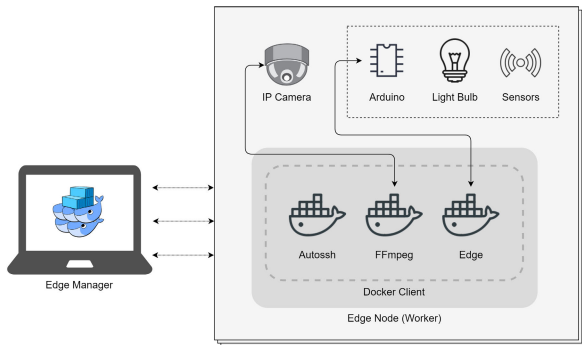 IP Camera
Arduino
Light Bulb
Sensors
Autossh
FFmpeg
Edge
Docker Client
Edge Manager
Edge Node (Worker)